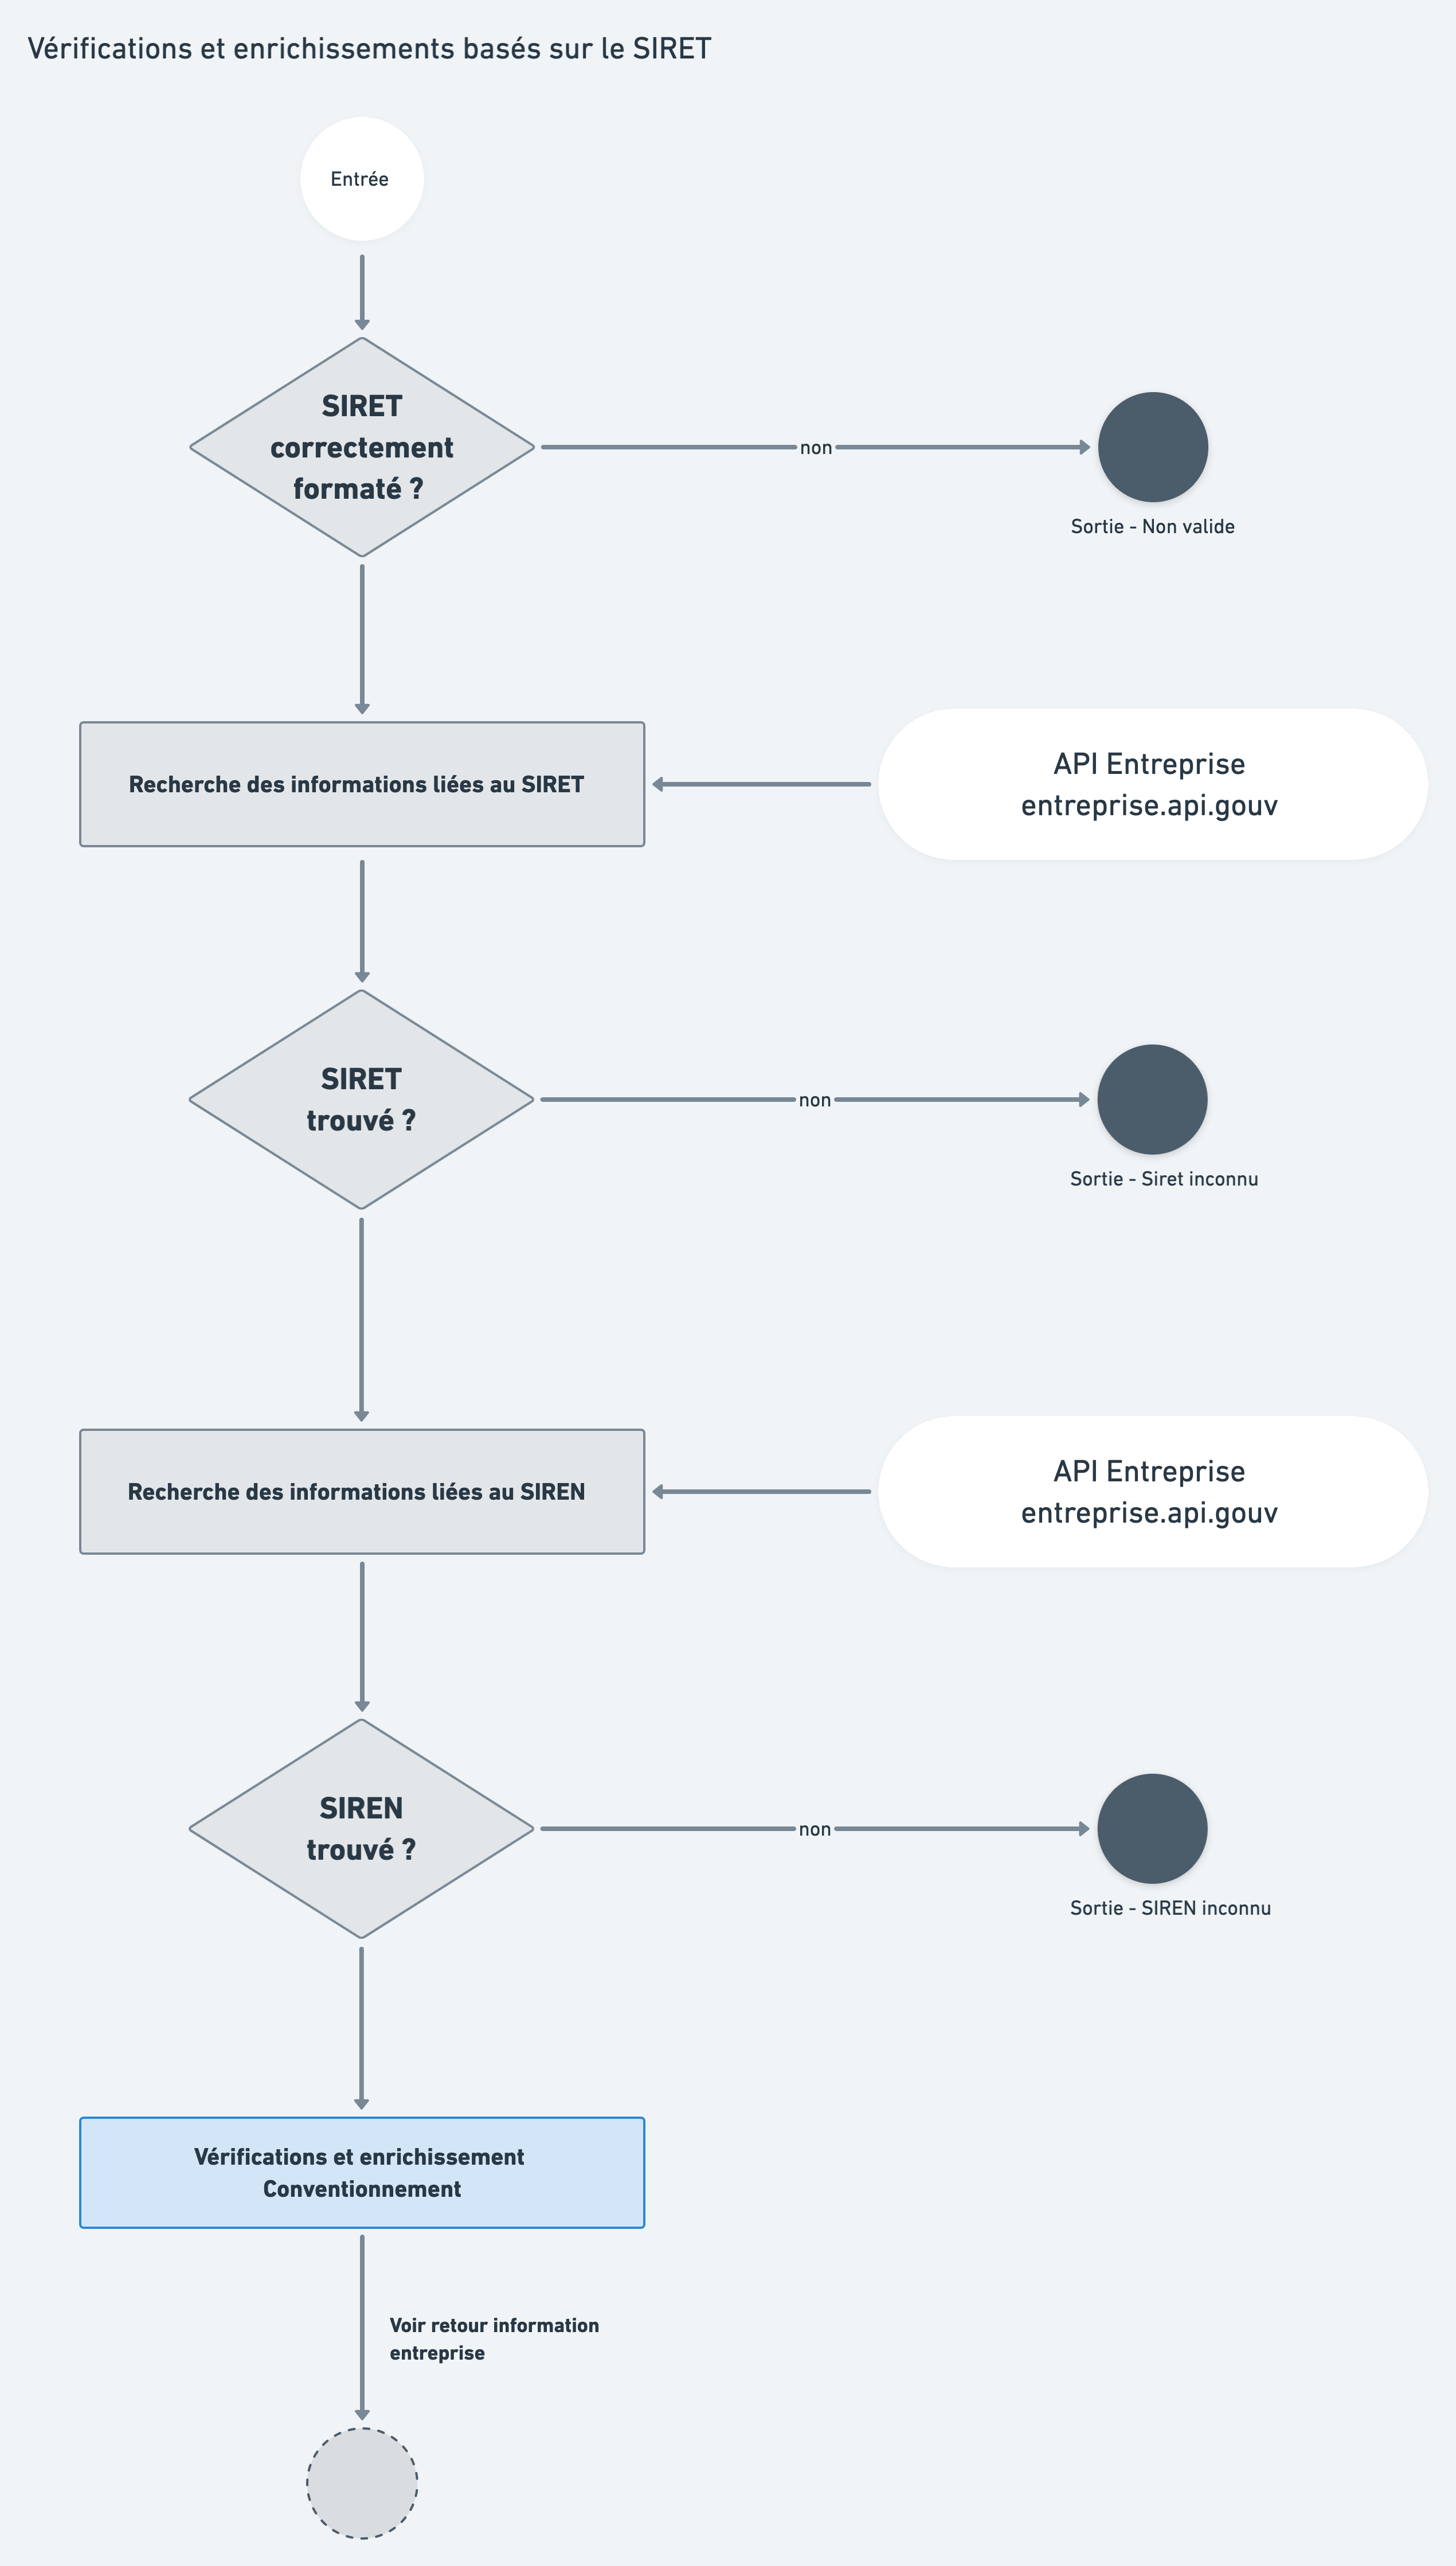 Vérifications et enrichissements basés sur le SIRET
Entrée
SIRET
correctement
formaté ?
non
Sortie - Non valide
Recherche des informations liées au SIRET
API Entreprise
entreprise.api.gouv
SIRET
trouvé ?
non
Sortie - Siret inconnu
Recherche des informations liées au SIREN
API Entreprise
entreprise.api.gouv
SIREN
trouvé ?
non
Sortie - SIREN inconnu
Vérifications et enrichissement
Conventionnement
Voir retour information
entreprise